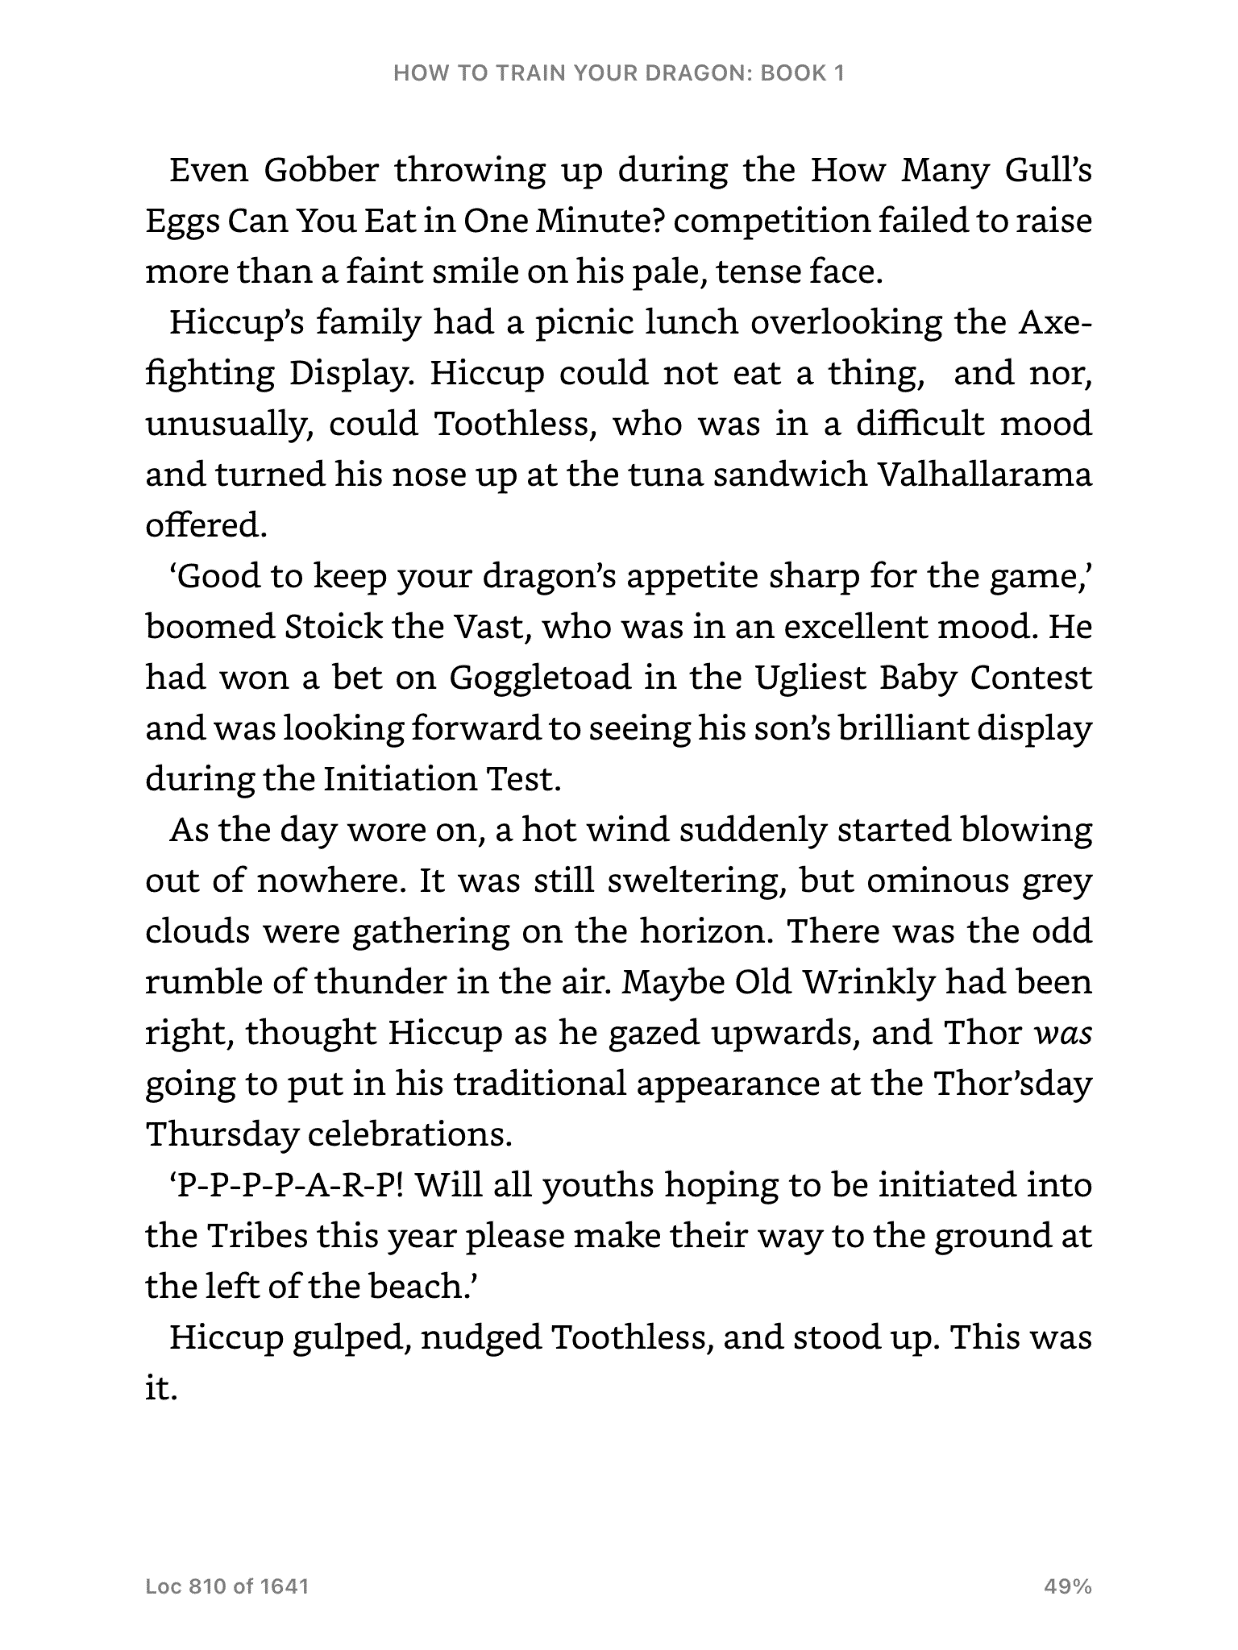 HOW TO TRAIN YOUR DRAGON: BOOK 1
Even Gobber throwing up during the How Many Gull’s
Eggs Can You Eat in One Minute? competition failed to raise
more than a faint smile on his pale, tense face.
Hiccup’s family had a picnic lunch overlooking the Axe-
fighting Display. Hiccup could not eat a thing, and nor,
unusually, could Toothless, who was in a difficult mood
and turned his nose up at the tuna sandwich Valhallarama
offered.
‘Good to keep your dragon’s appetite sharp for the game,’
boomed Stoick the Vast, who was in an excellent mood. He
had won a bet on Goggletoad in the Ugliest Baby Contest
and was looking forward to seeing his son’s brilliant display
during the Initiation Test.
As the day wore on, a hot wind suddenly started blowing
out of nowhere. It was still sweltering, but ominous grey
clouds were gathering on the horizon. There was the odd
rumble of thunder in the air. Maybe Old Wrinkly had been
right, thought Hiccup as he gazed upwards, and Thor was
going to put in his traditional appearance at the Thor’sday
Thursday celebrations.
‘P-P-P-P-A-R-P! Will all youths hoping to be initiated into
the Tribes this year please make their way to the ground at
the left of the beach.’
Hiccup gulped, nudged Toothless, and stood up. This was
it.
Loc 810 of 1641
49%